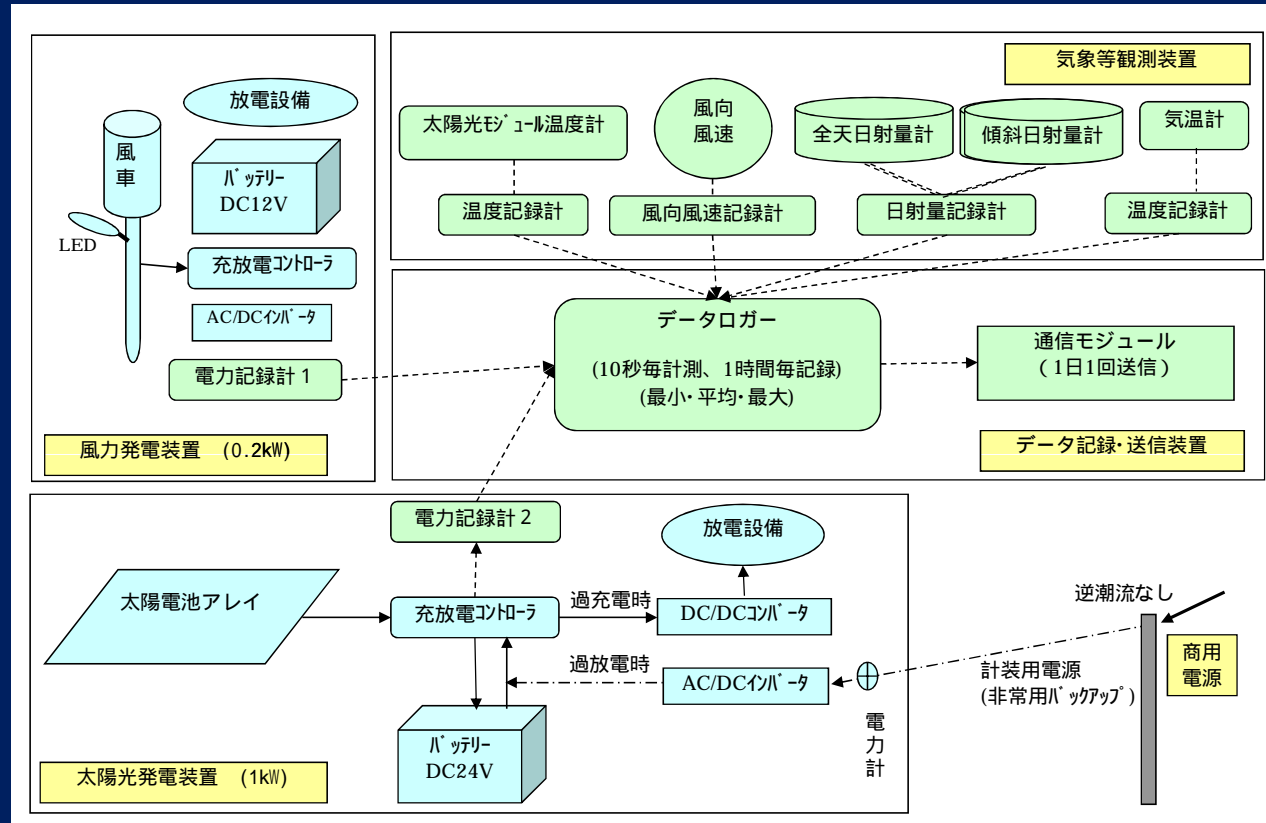 放電設備
風
車
バッテリー
DC12V
LED
充放電コントローラ
AC/DCインバータ
電力記録計1
風力発電装置 (0.2kW)
気象等観測装置
太陽光モジュール温度計
風向
風速
全天日射量計
傾斜日射量計
気温計
温度記録計
風向風速記録計
日射量記録計
温度記録計
データロガー
(10秒毎計測、1時間毎記録)
(最小・平均・最大)
通信モジュール
(1日1回送信)
データ記録・送信装置
電力記録計2
放電設備
太陽電池アレイ
充放電コントローラ
過充電時
DC/DCコンバータ
過放電時
AC/DCインバータ
バッテリー
DC24V
太陽光発電装置 (1kW)
電
力
計
計装用電源
(非常用バックアップ)
逆潮流なし
商用
電源